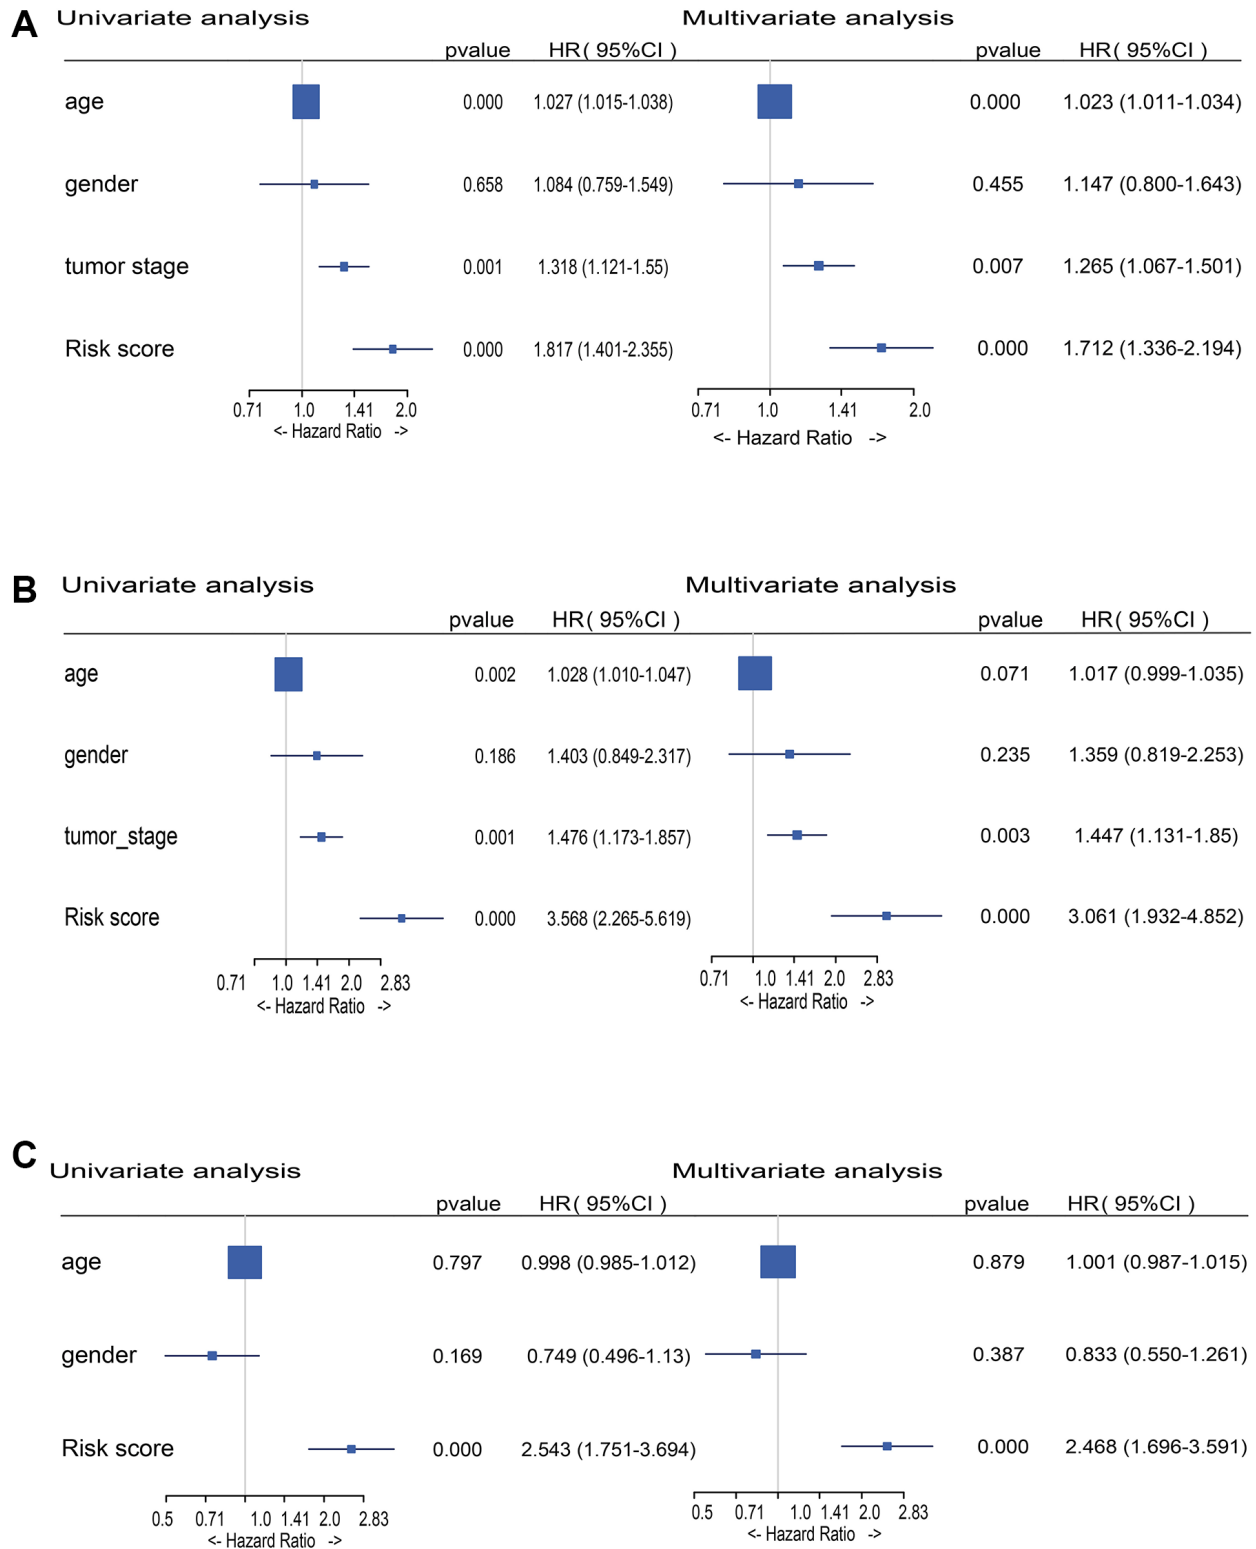 A Univariate analysis Multivariate analysis
pvalue HR( 95%CI ) pvalue HR( 95%CI )
age 0.000 1.027 (1.015-1.038) 0.000 1.023 (1.011-1.034)
gender 0.658 1.084 (0.759-1.549) 0.455 1.147 (0.800-1.643)
tumor stage 0.001 1.318 (1.121-1.55) 0.007 1.265 (1.067-1.501)
Risk score 0.000 1.817 (1.401-2.355) 0.000 1.712 (1.336-2.194)
0.71 1.0 1.41 2.0 0.71 1.0 1.41 2.0
<- Hazard Ratio -> <- Hazard Ratio ->
B Univariate analysis Multivariate analysis
pvalue HR( 95%CI ) pvalue HR( 95%CI )
age 0.002 1.028 (1.010-1.047) 0.071 1.017 (0.999-1.035)
gender 0.186 1.403 (0.849-2.317) 0.235 1.359 (0.819-2.253)
tumor_stage 0.001 1.476 (1.173-1.857) 0.003 1.447 (1.131-1.85)
Risk score 0.000 3.568 (2.265-5.619) 0.000 3.061 (1.932-4.852)
0.71 1.0 1.41 2.0 2.83 0.71 1.0 1.41 2.0 2.83
<- Hazard Ratio -> <- Hazard Ratio ->
C Univariate analysis Multivariate analysis
pvalue HR( 95%CI ) pvalue HR( 95%CI )
age 0.797 0.998 (0.985-1.012) 0.879 1.001 (0.987-1.015)
gender 0.169 0.749 (0.496-1.13) 0.387 0.833 (0.550-1.261)
Risk score 0.000 2.543 (1.751-3.694) 0.000 2.468 (1.696-3.591)
0.5 0.71 1.0 1.41 2.0 2.83 0.5 0.71 1.0 1.41 2.0 2.83
<- Hazard Ratio -> <- Hazard Ratio ->